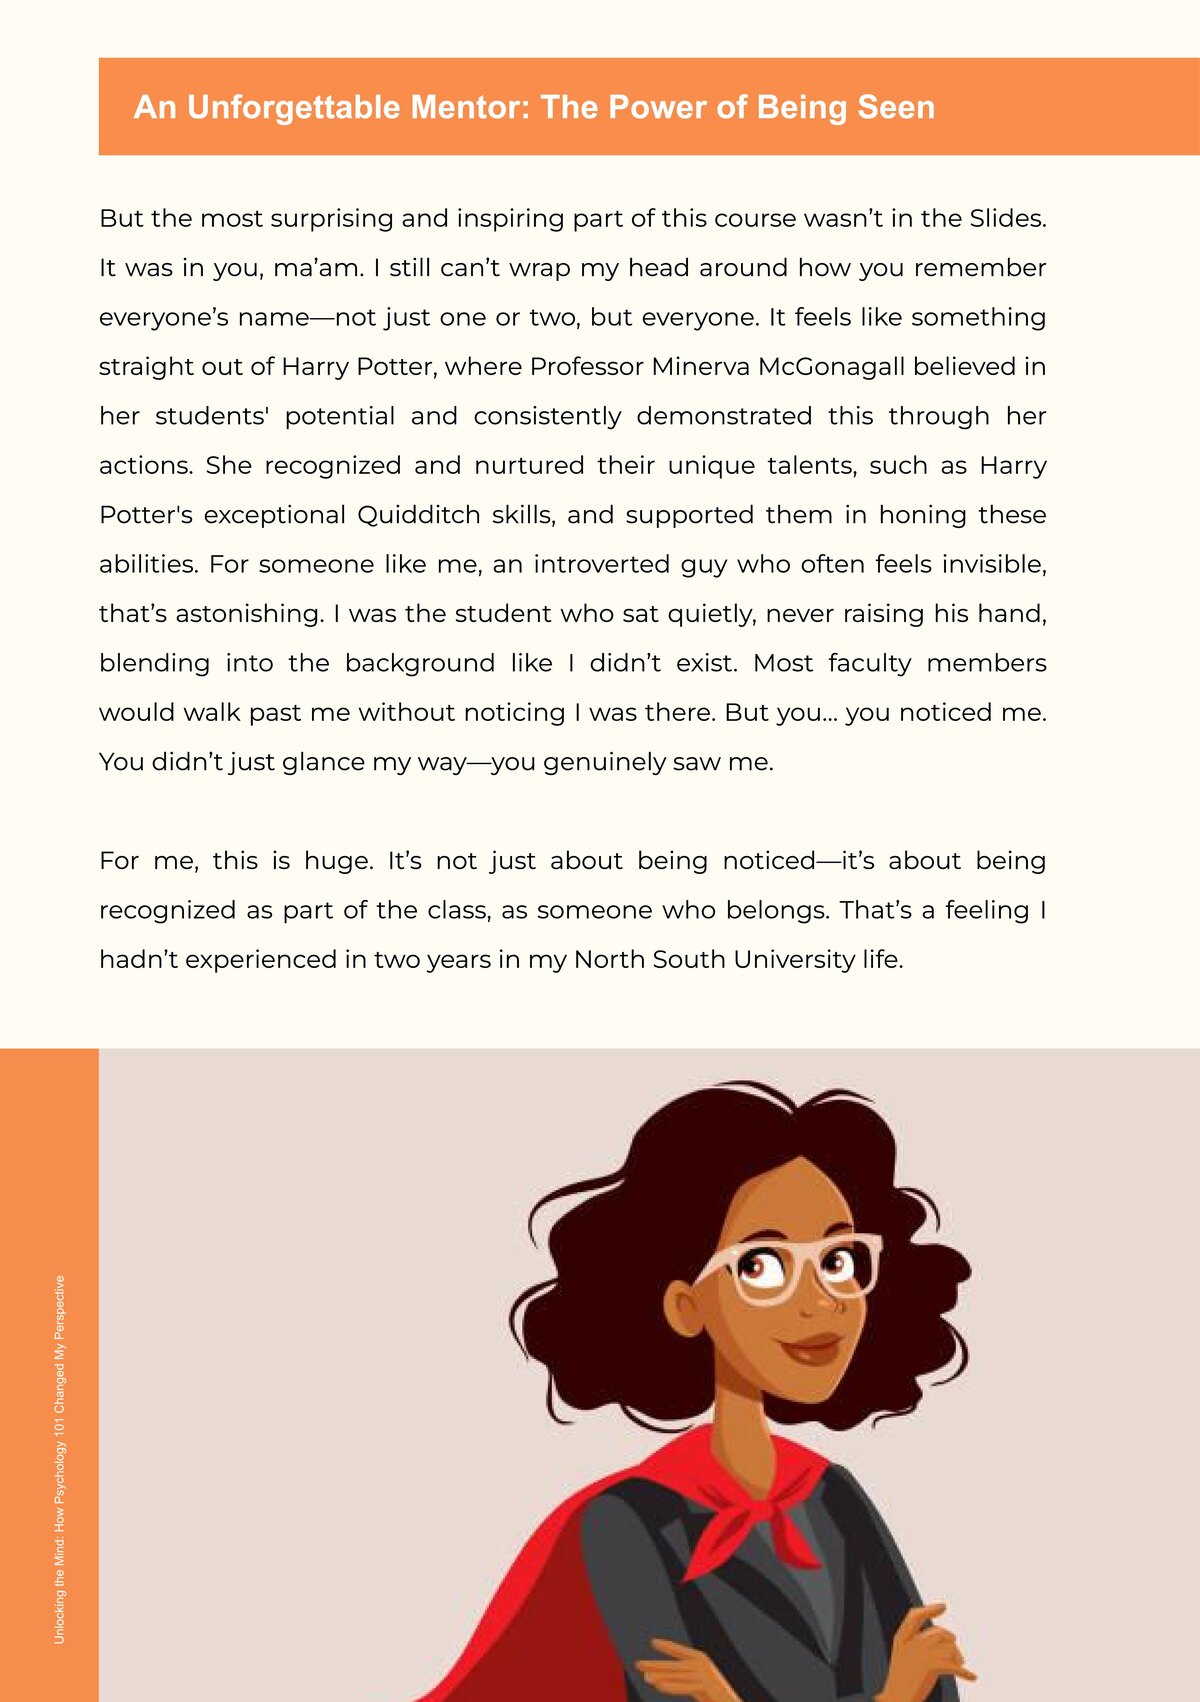 An Unforgettable Mentor: The Power of Being Seen
But the most surprising and inspiring part of this course wasn’t in the Slides.
It was in you, ma’am. I still can’t wrap my head around how you remember
everyone’s name—not just one or two, but everyone. It feels like something
straight out of Harry Potter, where Professor Minerva McGonagall believed in
her students' potential and consistently demonstrated this through her
actions. She recognized and nurtured their unique talents, such as Harry
Potter's exceptional Quidditch skills, and supported them in honing these
abilities. For someone like me, an introverted guy who often feels invisible,
that’s astonishing. I was the student who sat quietly, never raising his hand,
blending into the background like I didn’t exist. Most faculty members
would walk past me without noticing I was there. But you… you noticed me.
You didn’t just glance my way—you genuinely saw me.
For me, this is huge. It’s not just about being noticed—it’s about being
recognized as part of the class, as someone who belongs. That’s a feeling I
hadn’t experienced in two years in my North South University life.
Unlocking the Mind: How Psychology 101 Changed My Perspective